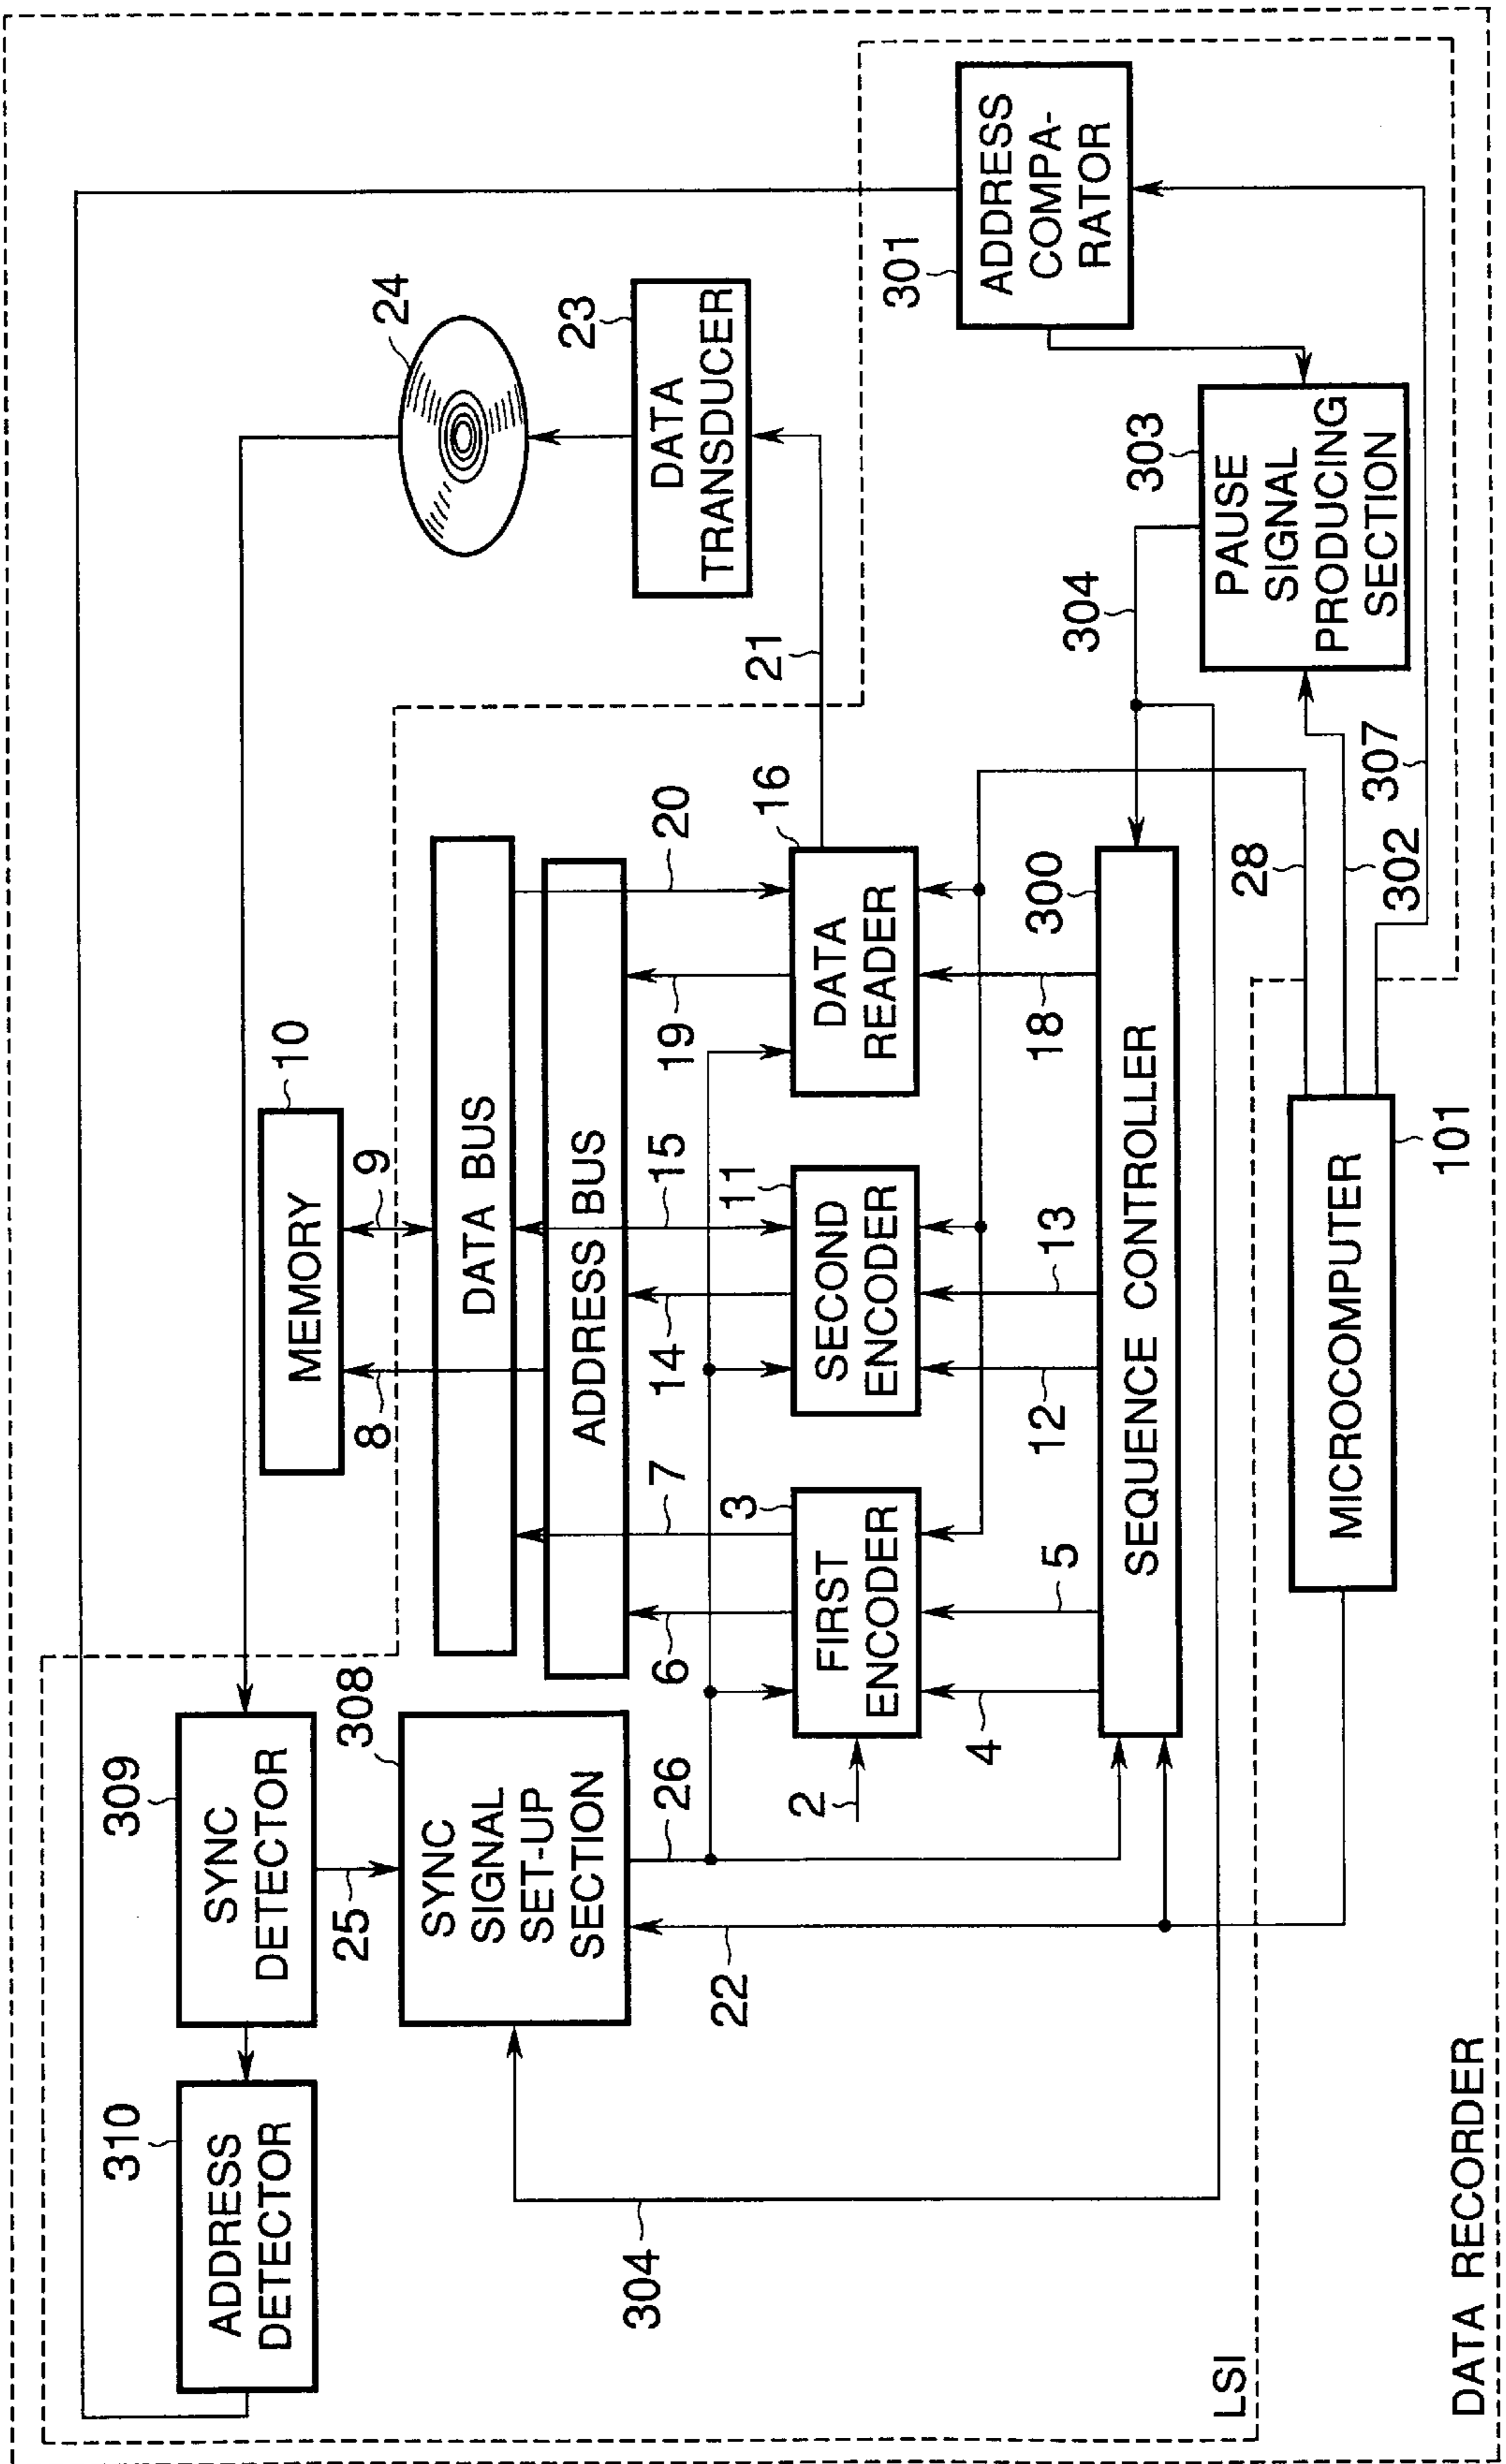 310
ADDRESS
DETECTOR
309
SYNC
DETECTOR
25
308
SYNC
SIGNAL
SET-UP
SECTION
26
22
304
10
MEMORY
8
9
DATA BUS
ADDRESS BUS
6
7
14
15
19
20
2
3
FIRST
ENCODER
11
SECOND
ENCODER
16
DATA
READER
21
24
23
DATA
TRANSDUCER
4
5
12
13
18
300
SEQUENCE CONTROLLER
304
301
ADDRESS
COMPA-
RATOR
303
PAUSE
SIGNAL
PRODUCING
SECTION
28
302
307
MICROCOMPUTER
101
LSI
DATA RECORDER